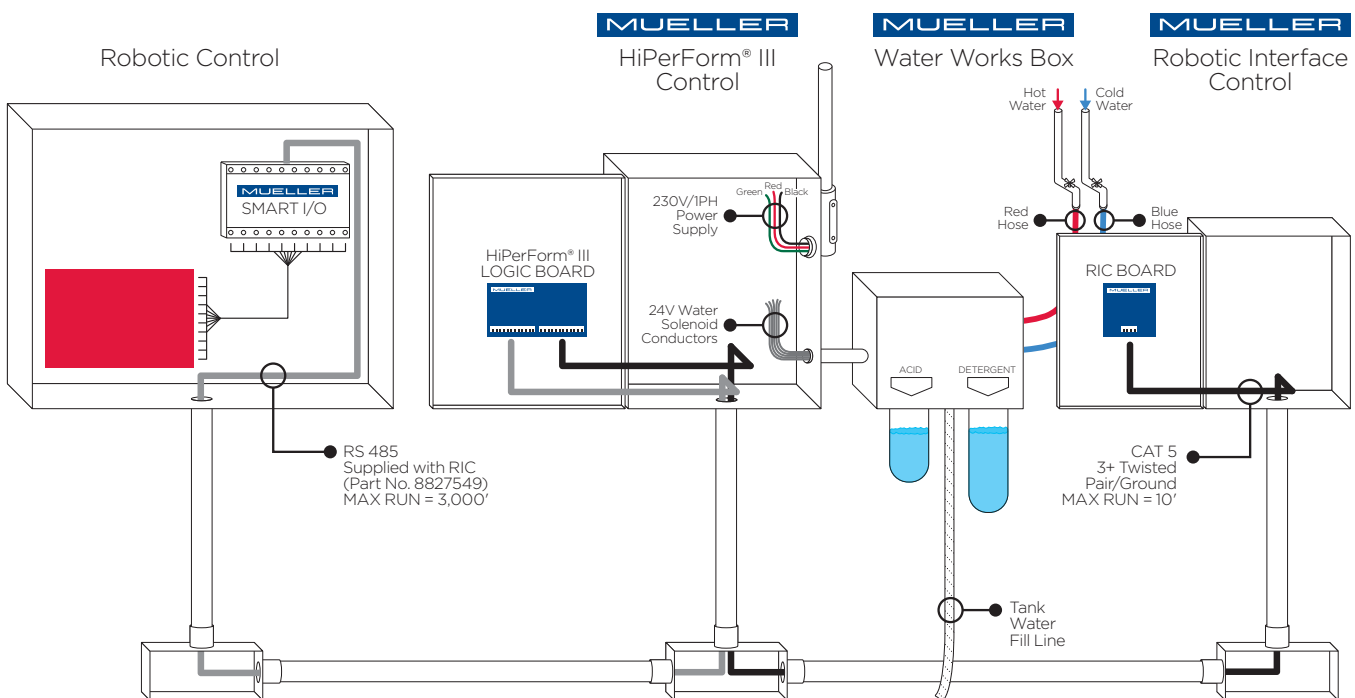 Robotic Control
MUELLER
SMART I/O
RS 485
Supplied with RIC
(Part No. 8827549)
MAX RUN = 3,000′
MUELLER
HiPerForm® III
Control
230V/1PH
Power
Supply
Green
Red
Black
HiPerForm® III
LOGIC BOARD
MUELLER
24V Water
Solenoid
Conductors
MUELLER
Water Works Box
ACID
DETERGENT
Tank
Water
Fill Line
MUELLER
Robotic Interface
Control
Hot
Water
Cold
Water
Red
Hose
Blue
Hose
RIC BOARD
MUELLER
CAT 5
3+ Twisted
Pair/Ground
MAX RUN = 10′